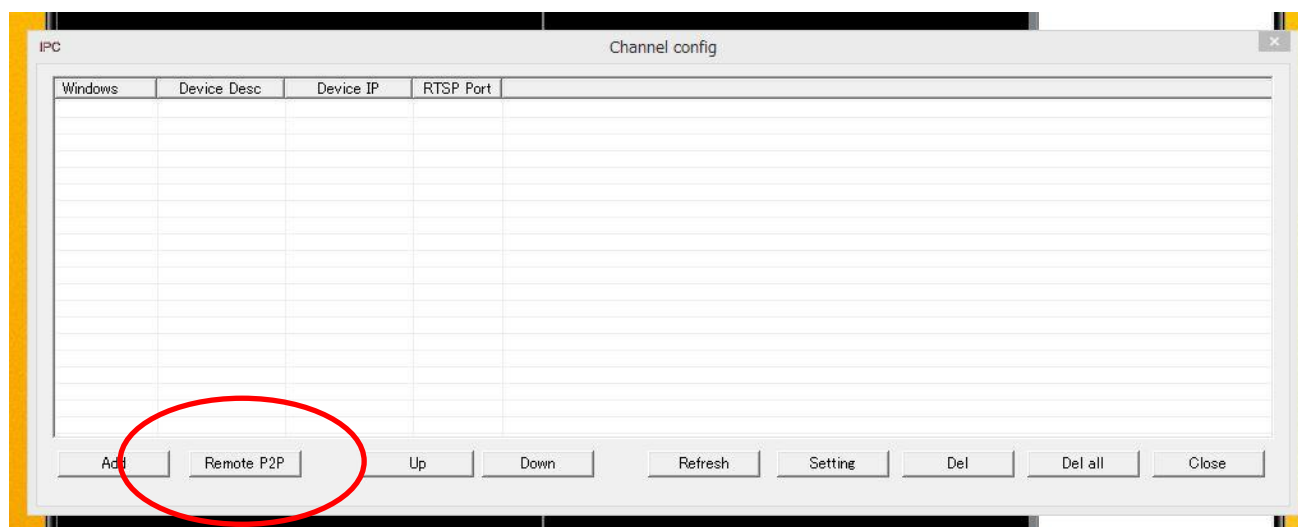 IPC Channel config
Windows Device Desc Device IP RTSP Port
Add Remote P2P Up Down Refresh Setting Del Del all Close